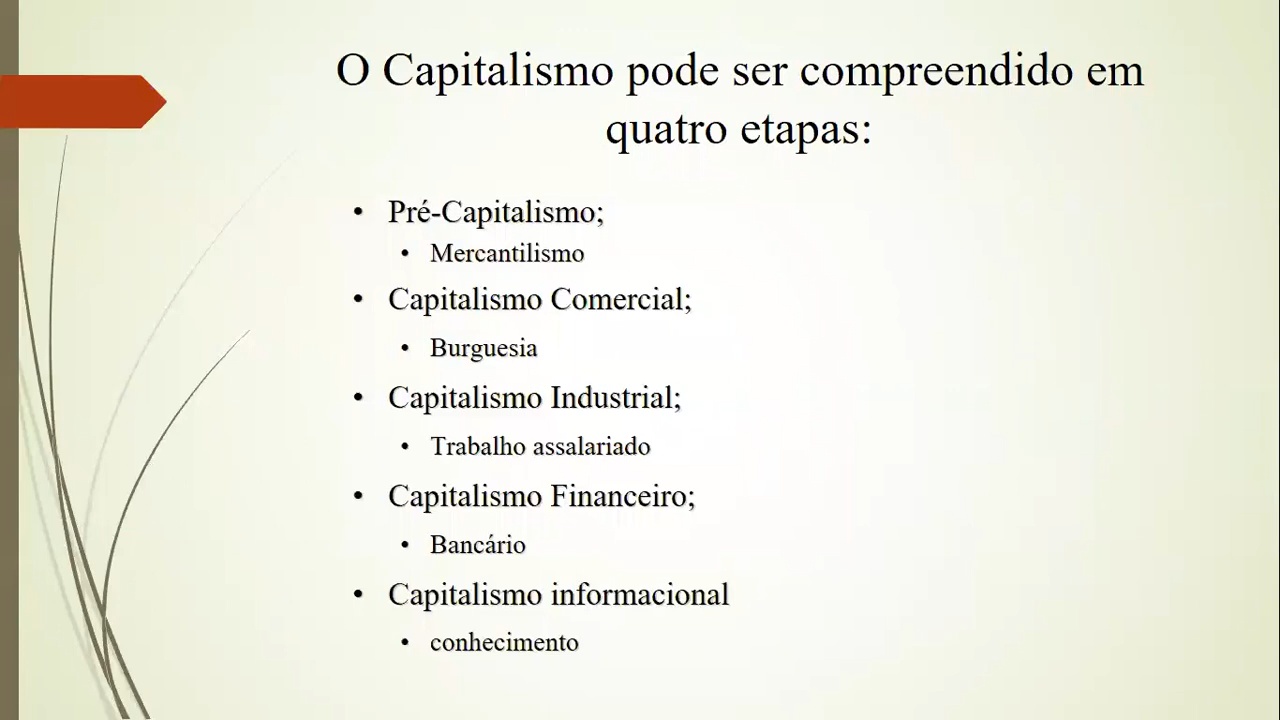 O Capitalismo pode ser compreendido em
quatro etapas:
• Pré-Capitalismo;
• Mercantilismo
• Capitalismo Comercial;
• Burguesia
• Capitalismo Industrial;
• Trabalho assalariado
• Capitalismo Financeiro;
• Bancário
• Capitalismo informacional
• conhecimento